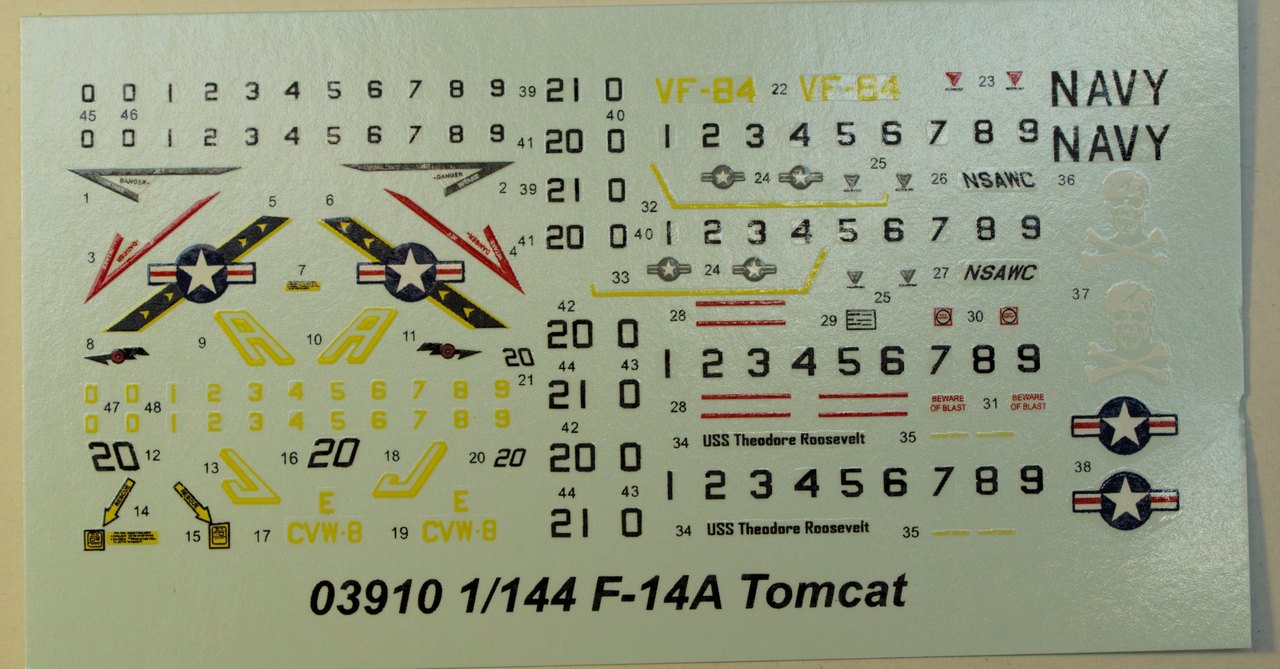 0 0 1 2 3 4 5 6 7 8 9 39 21 0 VF-84 22 VF-84 23 NAVY
45 46 40
0 0 1 2 3 4 5 6 7 8 9 41 20 0 1 2 3 4 5 6 7 8 9 NAVY
DANGER DANGER 24 25 26 NSAWC 36
1 2 39 21 0 32
5 6
3 DANGER DANGER 4 41 20 0 40 1 2 3 4 5 6 7 8 9
7 33 24 25 27 NSAWC 37
42
8 9 10 11 20 20 0 28 29 30
44 43 1 2 3 4 5 6 7 8 9
0 0 1 2 3 4 5 6 7 8 9 21 21 0 28 BEWARE OF BLAST 31 BEWARE OF BLAST
47 48
0 0 1 2 3 4 5 6 7 8 9 42
20 12 13 16 20 18 20 20 20 0 34 USS Theodore Roosevelt 35 38
RESCUE RESCUE 14 44 43 1 2 3 4 5 6 7 8 9
E E
15 17 CVW-8 19 CVW-8 21 0 34 USS Theodore Roosevelt 35
03910 1/144 F-14A Tomcat